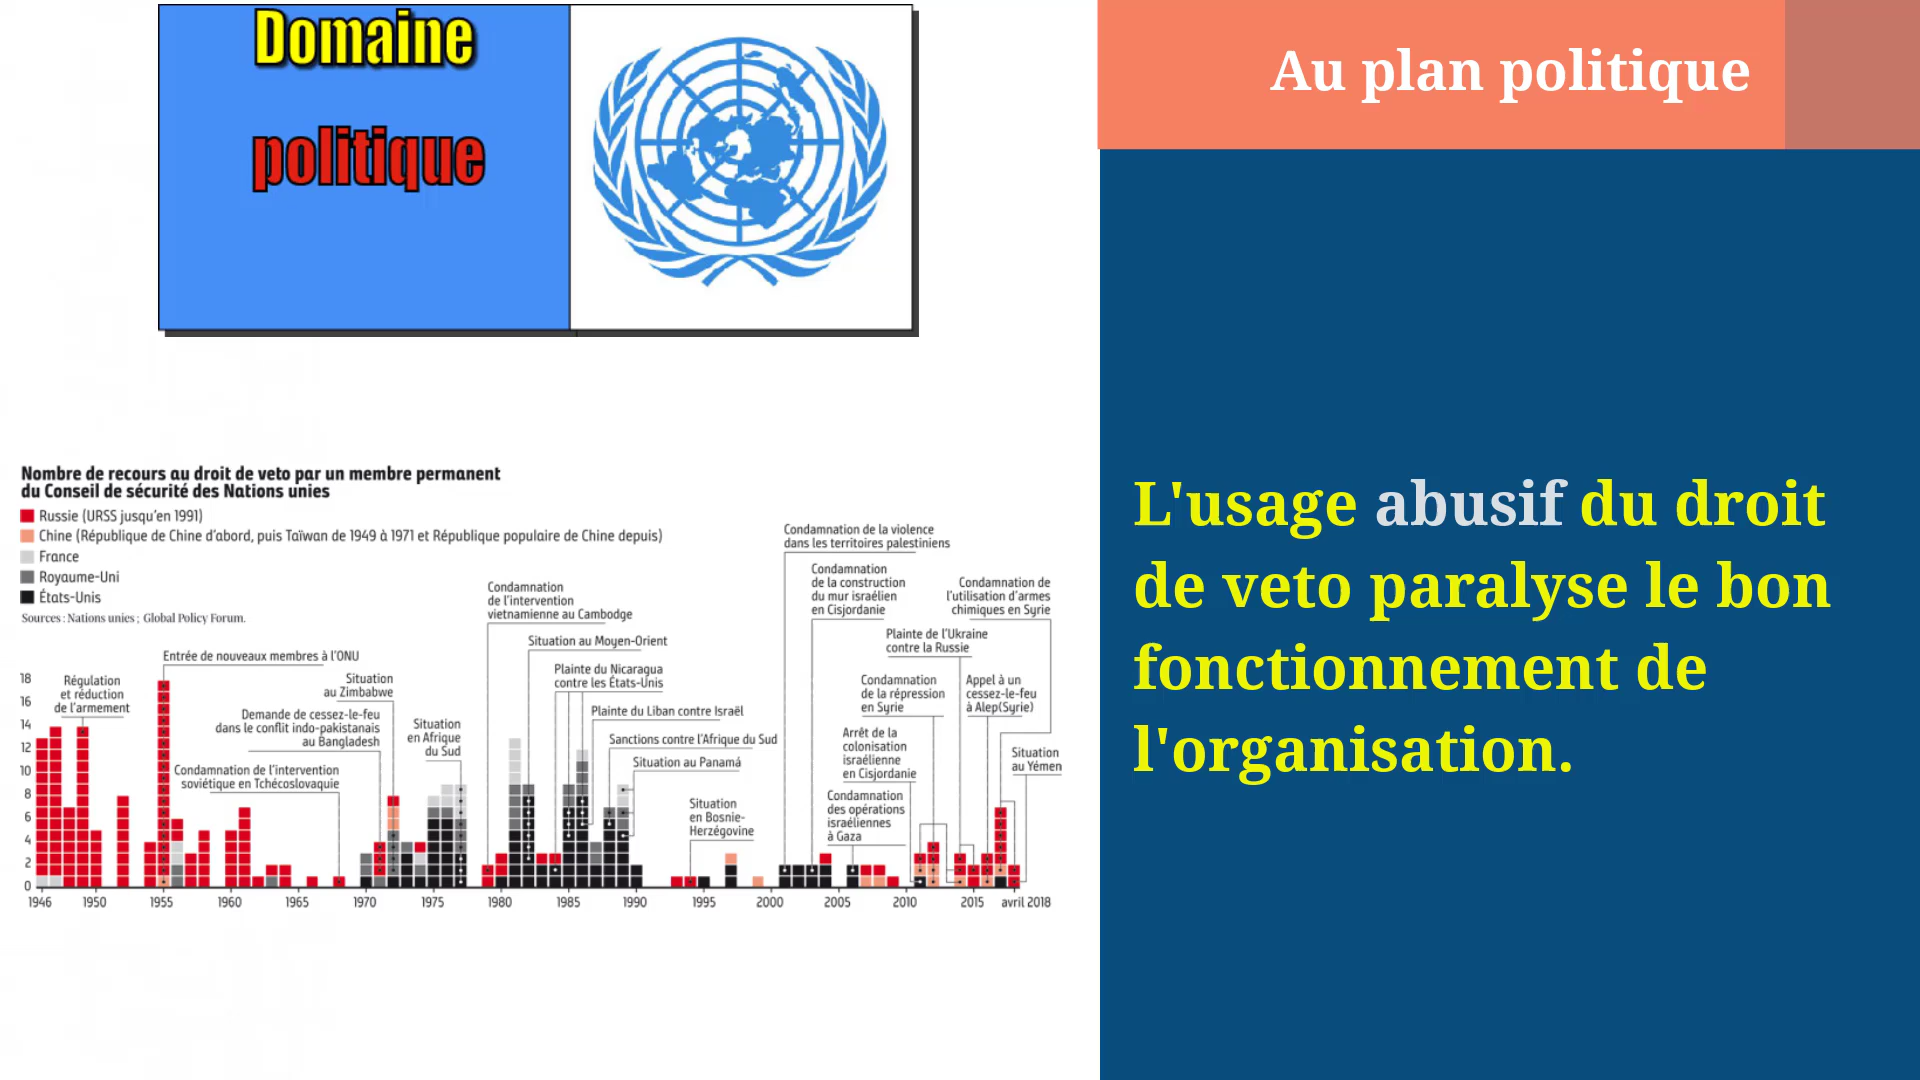 Domaine
politique
Au plan politique
L'usage abusif du droit
de veto paralyse le bon
fonctionnement de
l'organisation.
Nombre de recours au droit de veto par un membre permanent
du Conseil de sécurité des Nations unies
Russie (URSS jusqu'en 1991)
Chine (République de Chine d'abord, puis Taïwan de 1949 à 1971 et République populaire de Chine depuis)
France
Royaume-Uni
États-Unis
Sources : Nations unies ; Global Policy Forum.
Régulation
et réduction
de l'armement
Entrée de nouveaux membres à l'ONU
Situation
au Zimbabwe
Demande de cessez-le-feu
dans le conflit indo-pakistanais
au Bangladesh
Condamnation de l'intervention
soviétique en Tchécoslovaquie
Situation
en Afrique
du Sud
Condamnation
de l'intervention
vietnamienne au Cambodge
Situation au Moyen-Orient
Plainte du Nicaragua
contre les États-Unis
Plainte du Liban contre Israël
Sanctions contre l'Afrique du Sud
Situation au Panamá
Situation
en Bosnie-
Herzégovine
Condamnation de la violence
dans les territoires palestiniens
Condamnation
de la construction
du mur israélien
en Cisjordanie
Condamnation de
l'utilisation d'armes
chimiques en Syrie
Plainte de l'Ukraine
contre la Russie
Condamnation
de la répression
en Syrie
Appel à un
cessez-le-feu
à Alep(Syrie)
Arrêt de la
colonisation
israélienne
en Cisjordanie
Situation
au Yémen
Condamnation
des opérations
israéliennes
à Gaza
18
16
14
12
10
8
6
4
2
0
1946 1950 1955 1960 1965 1970 1975 1980 1985 1990 1995 2000 2005 2010 2015 avril 2018